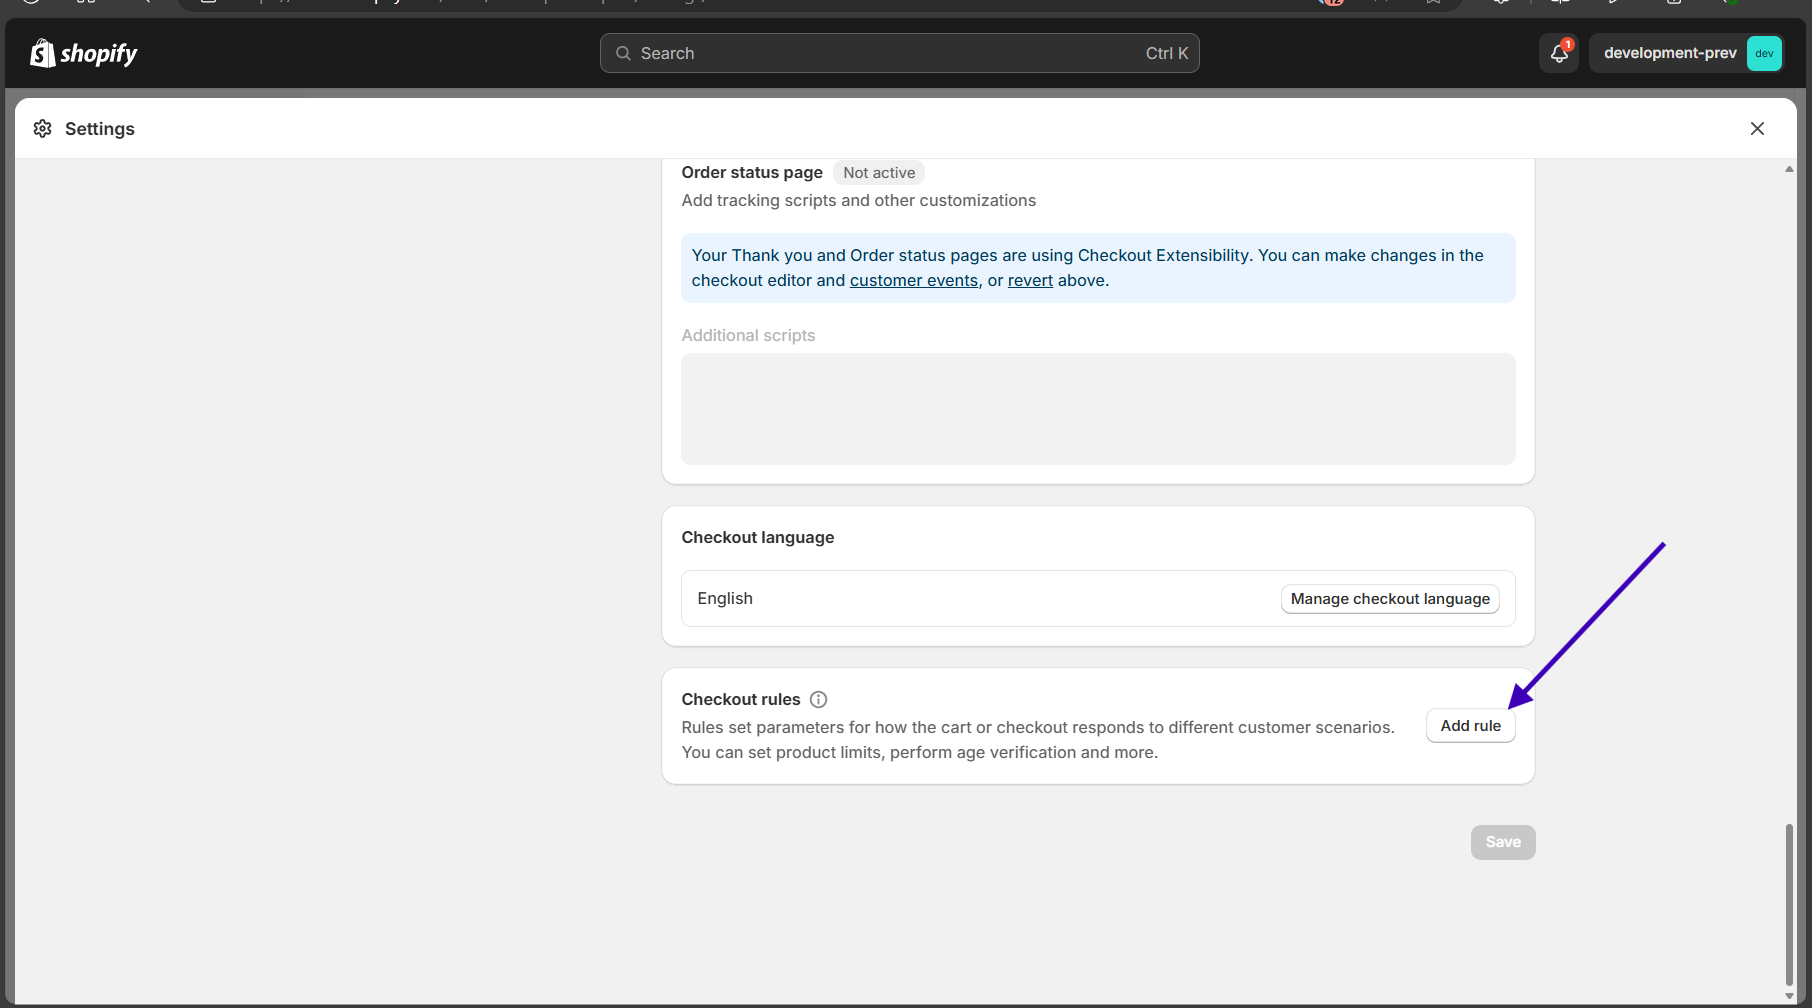 shopify
Search
Ctrl K
1
development-prev
dev
Settings
Order status page
Not active
Add tracking scripts and other customizations
Your Thank you and Order status pages are using Checkout Extensibility. You can make changes in the
checkout editor and customer events, or revert above.
Additional scripts
Checkout language
English
Manage checkout language
Checkout rules
Rules set parameters for how the cart or checkout responds to different customer scenarios.
You can set product limits, perform age verification and more.
Add rule
Save